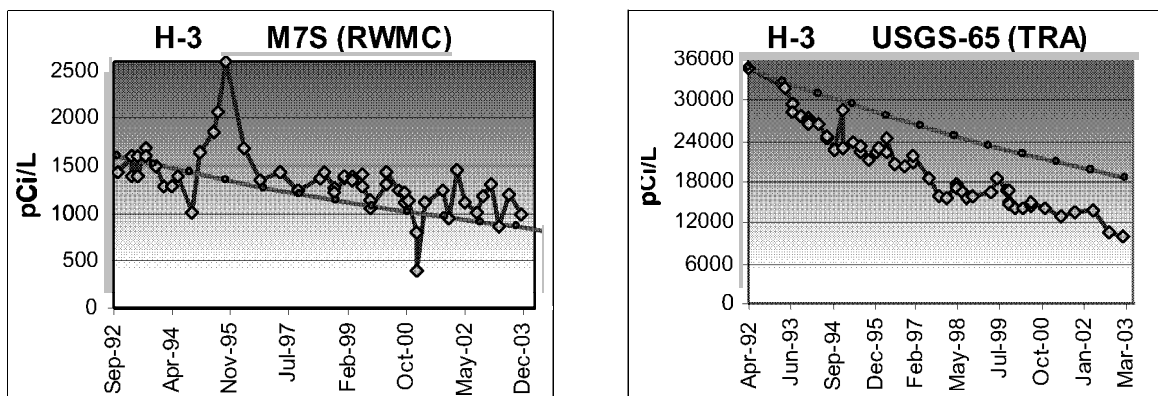 H-3 M7S (RWMC)
pCi/L
2500
2000
1500
1000
500
0
Sep-92
Apr-94
Nov-95
Jul-97
Feb-99
Oct-00
May-02
Dec-03
H-3 USGS-65 (TRA)
pCi/L
36000
30000
24000
18000
12000
6000
0
Apr-92
Jun-93
Sep-94
Dec-95
Feb-97
May-98
Jul-99
Oct-00
Jan-02
Mar-03